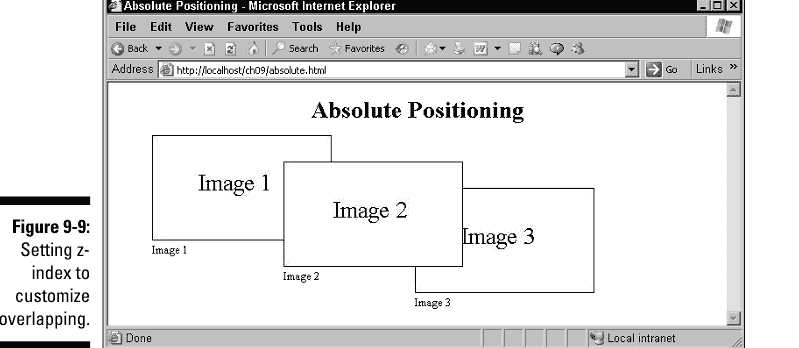 Absolute Positioning - Microsoft Internet Explorer
File Edit View Favorites Tools Help
Back Search Favorites
Address http://localhost/ch09/absolute.html Go Links »
Absolute Positioning
Image 1
Image 2
Image 3
Image 1
Image 2
Image 3
Done Local intranet
Figure 9-9:
Setting z-
index to
customize
overlapping.